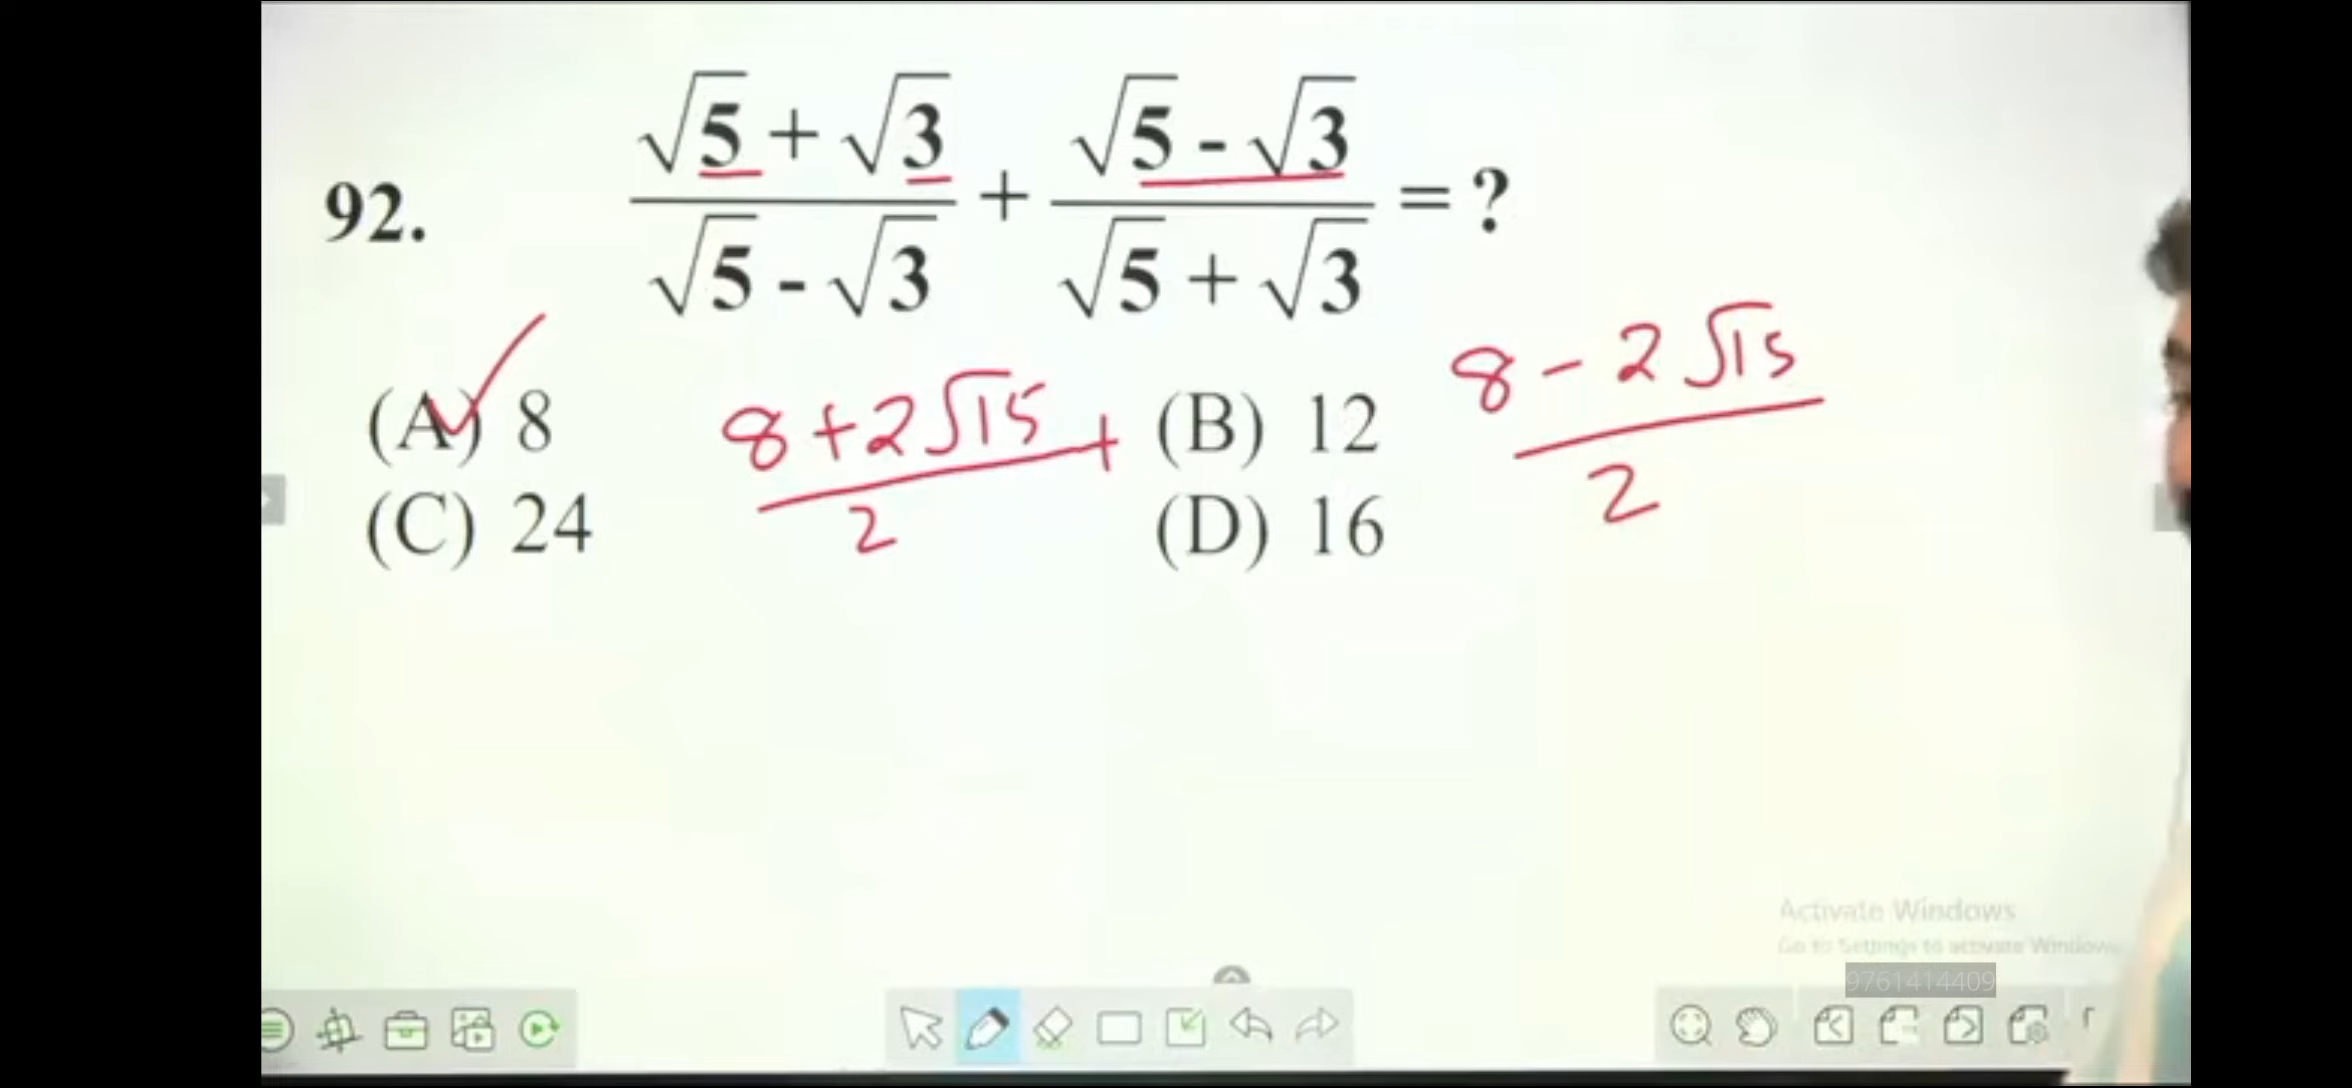 92. (√5 + √3)/(√5 - √3) + (√5 - √3)/(√5 + √3) = ?
(A) 8
(B) 12
(C) 24
(D) 16
(8 + 2√15)/2 + (8 - 2√15)/2
Activate Windows
Go to Settings to activate Windows
9761414409